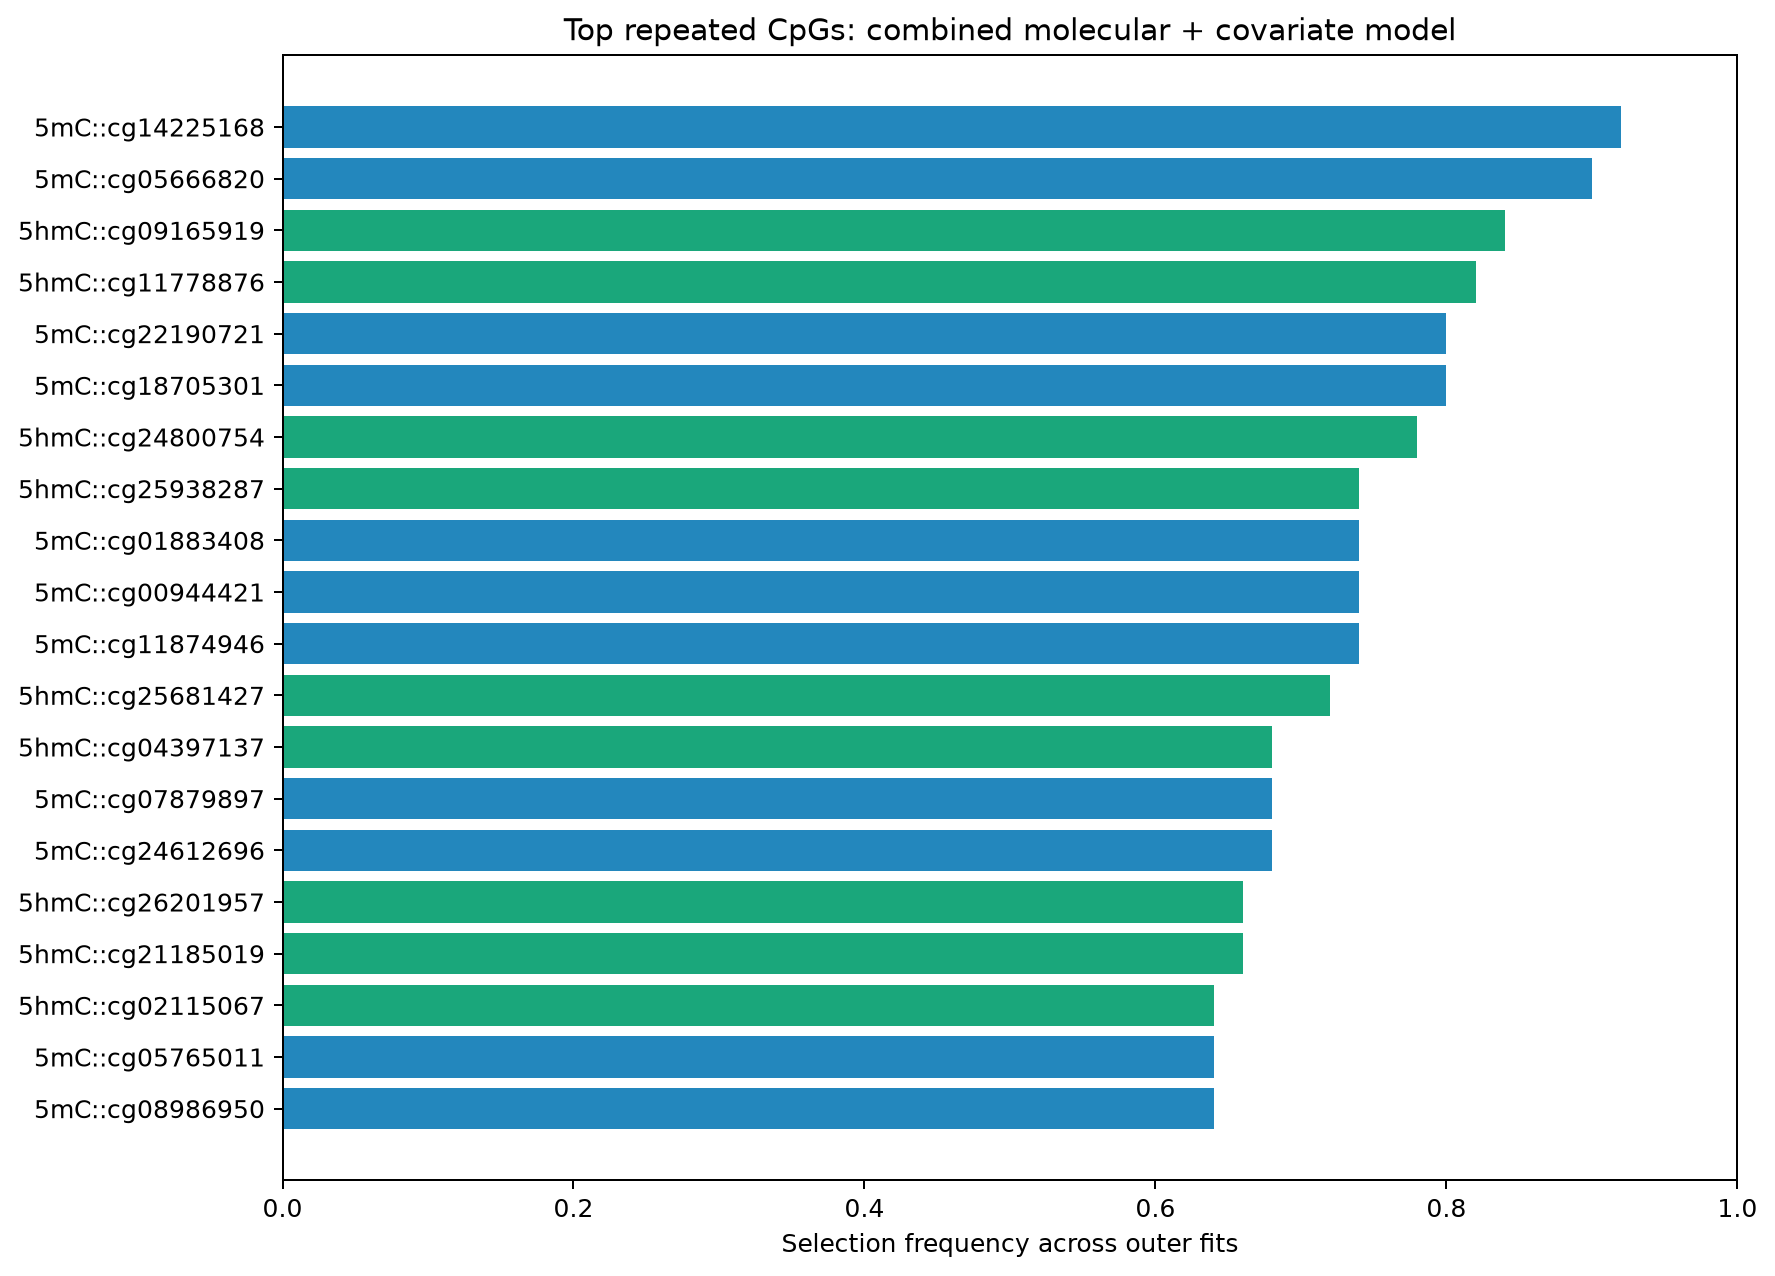 Top repeated CpGs: combined molecular + covariate model
5mC::cg14225168
5mC::cg05666820
5hmC::cg09165919
5hmC::cg11778876
5mC::cg22190721
5mC::cg18705301
5hmC::cg24800754
5hmC::cg25938287
5mC::cg01883408
5mC::cg00944421
5mC::cg11874946
5hmC::cg25681427
5hmC::cg04397137
5mC::cg07879897
5mC::cg24612696
5hmC::cg26201957
5hmC::cg21185019
5hmC::cg02115067
5mC::cg05765011
5mC::cg08986950
0.0 0.2 0.4 0.6 0.8 1.0
Selection frequency across outer fits